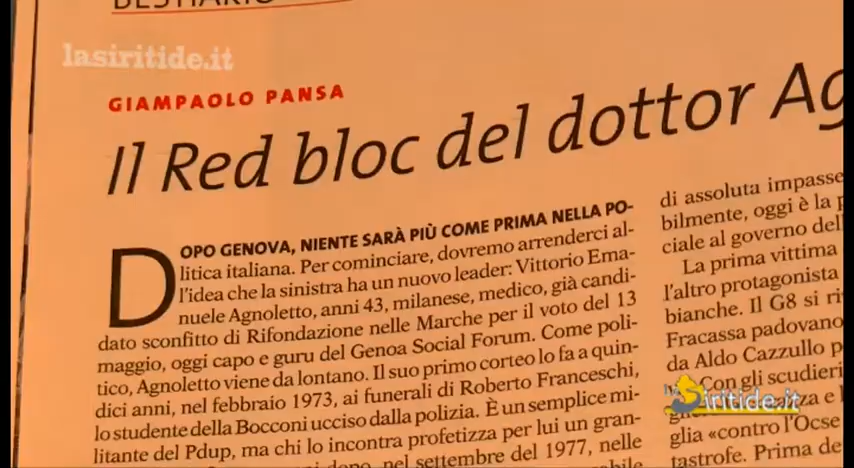 BESTIARIO
lasiritide.it
GIAMPAOLO PANSA
Il Red bloc del dottor Ag
DOPO GENOVA, NIENTE SARÀ PIÙ COME PRIMA NELLA PO-
litica italiana. Per cominciare, dovremo arrenderci al-
l'idea che la sinistra ha un nuovo leader: Vittorio Ema-
nuele Agnoletto, anni 43, milanese, medico, già candi-
dato sconfitto di Rifondazione nelle Marche per il voto del 13
maggio, oggi capo e guru del Genoa Social Forum. Come poli-
tico, Agnoletto viene da lontano. Il suo primo corteo lo fa a quin-
dici anni, nel febbraio 1973, ai funerali di Roberto Franceschi,
lo studente della Bocconi ucciso dalla polizia. È un semplice mi-
litante del Pdup, ma chi lo incontra profetizza per lui un gran-
nel settembre del 1977, nelle
di assoluta impasse
bilmente, oggi è la p
ciale al governo del
La prima vittima
l'altro protagonista
bianche. Il G8 si ri
Fracassa padovano
da Aldo Cazzullo p
Con gli scudieri
e l
glia «contro l'Ocse
tastrofe. Prima de
Siritide.it